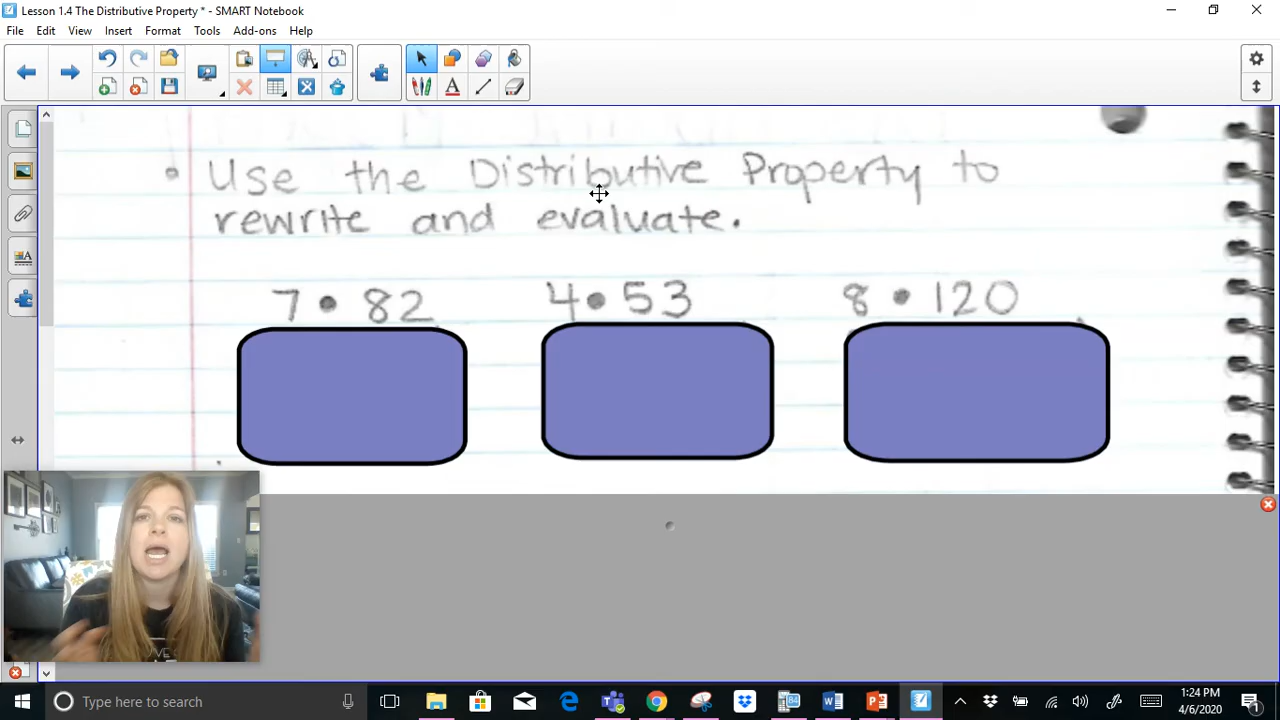 Lesson 1.4 The Distributive Property * - SMART Notebook
File Edit View Insert Format Tools Add-ons Help
• Use the Distributive Property to
rewrite and evaluate.
7 • 82 4 • 53 8 • 120
Type here to search
1:24 PM
4/6/2020